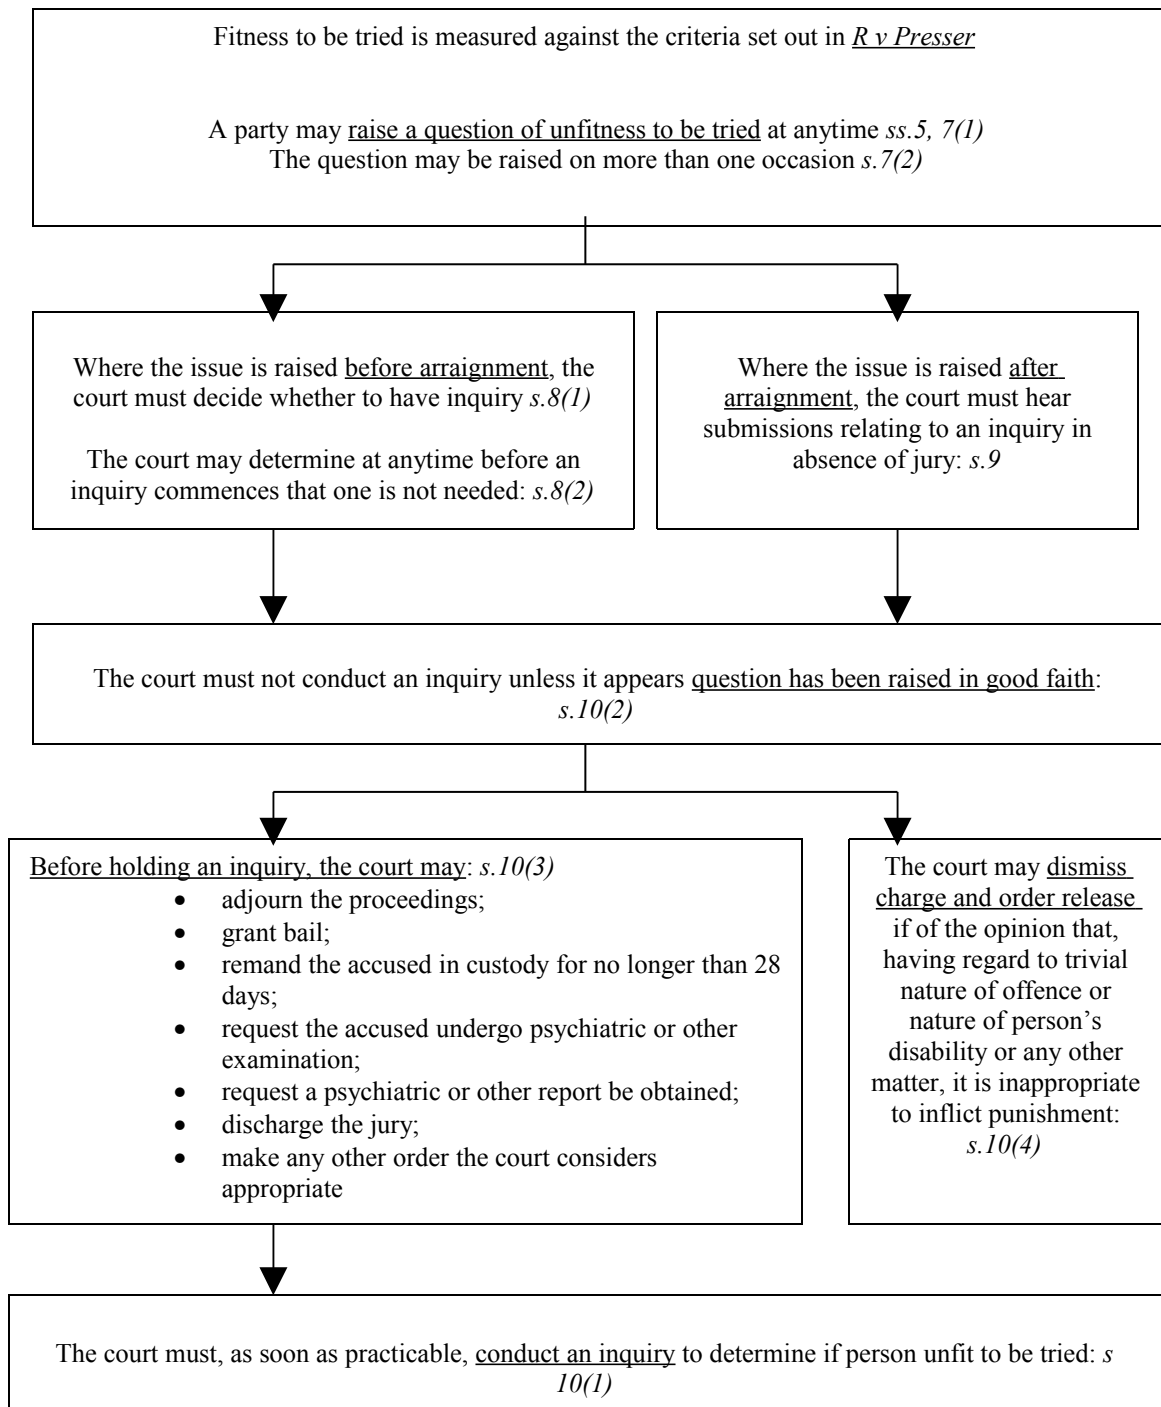 Fitness to be tried is measured against the criteria set out in R v Presser
A party may raise a question of unfitness to be tried at anytime ss.5, 7(1)
The question may be raised on more than one occasion s.7(2)
Where the issue is raised before arraignment, the
court must decide whether to have inquiry s.8(1)
The court may determine at anytime before an
inquiry commences that one is not needed: s.8(2)
Where the issue is raised after
arraignment, the court must hear
submissions relating to an inquiry in
absence of jury: s.9
The court must not conduct an inquiry unless it appears question has been raised in good faith:
s.10(2)
Before holding an inquiry, the court may: s.10(3)
• adjourn the proceedings;
• grant bail;
• remand the accused in custody for no longer than 28
days;
• request the accused undergo psychiatric or other
examination;
• request a psychiatric or other report be obtained;
• discharge the jury;
• make any other order the court considers
appropriate
The court may dismiss
charge and order release
if of the opinion that,
having regard to trivial
nature of offence or
nature of person’s
disability or any other
matter, it is inappropriate
to inflict punishment:
s.10(4)
The court must, as soon as practicable, conduct an inquiry to determine if person unfit to be tried: s
10(1)